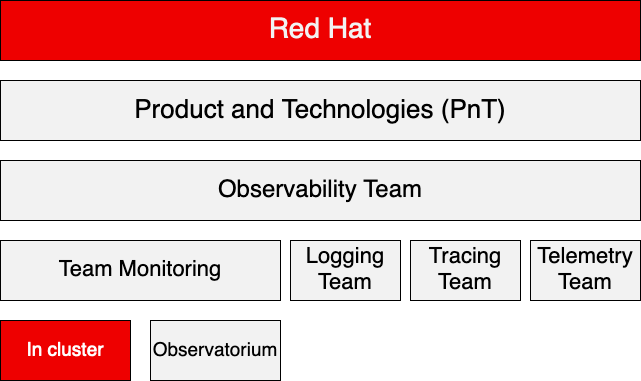 Red Hat
Product and Technologies (PnT)
Observability Team
Team Monitoring
Logging
Team
Tracing
Team
Telemetry
Team
In cluster
Observatorium